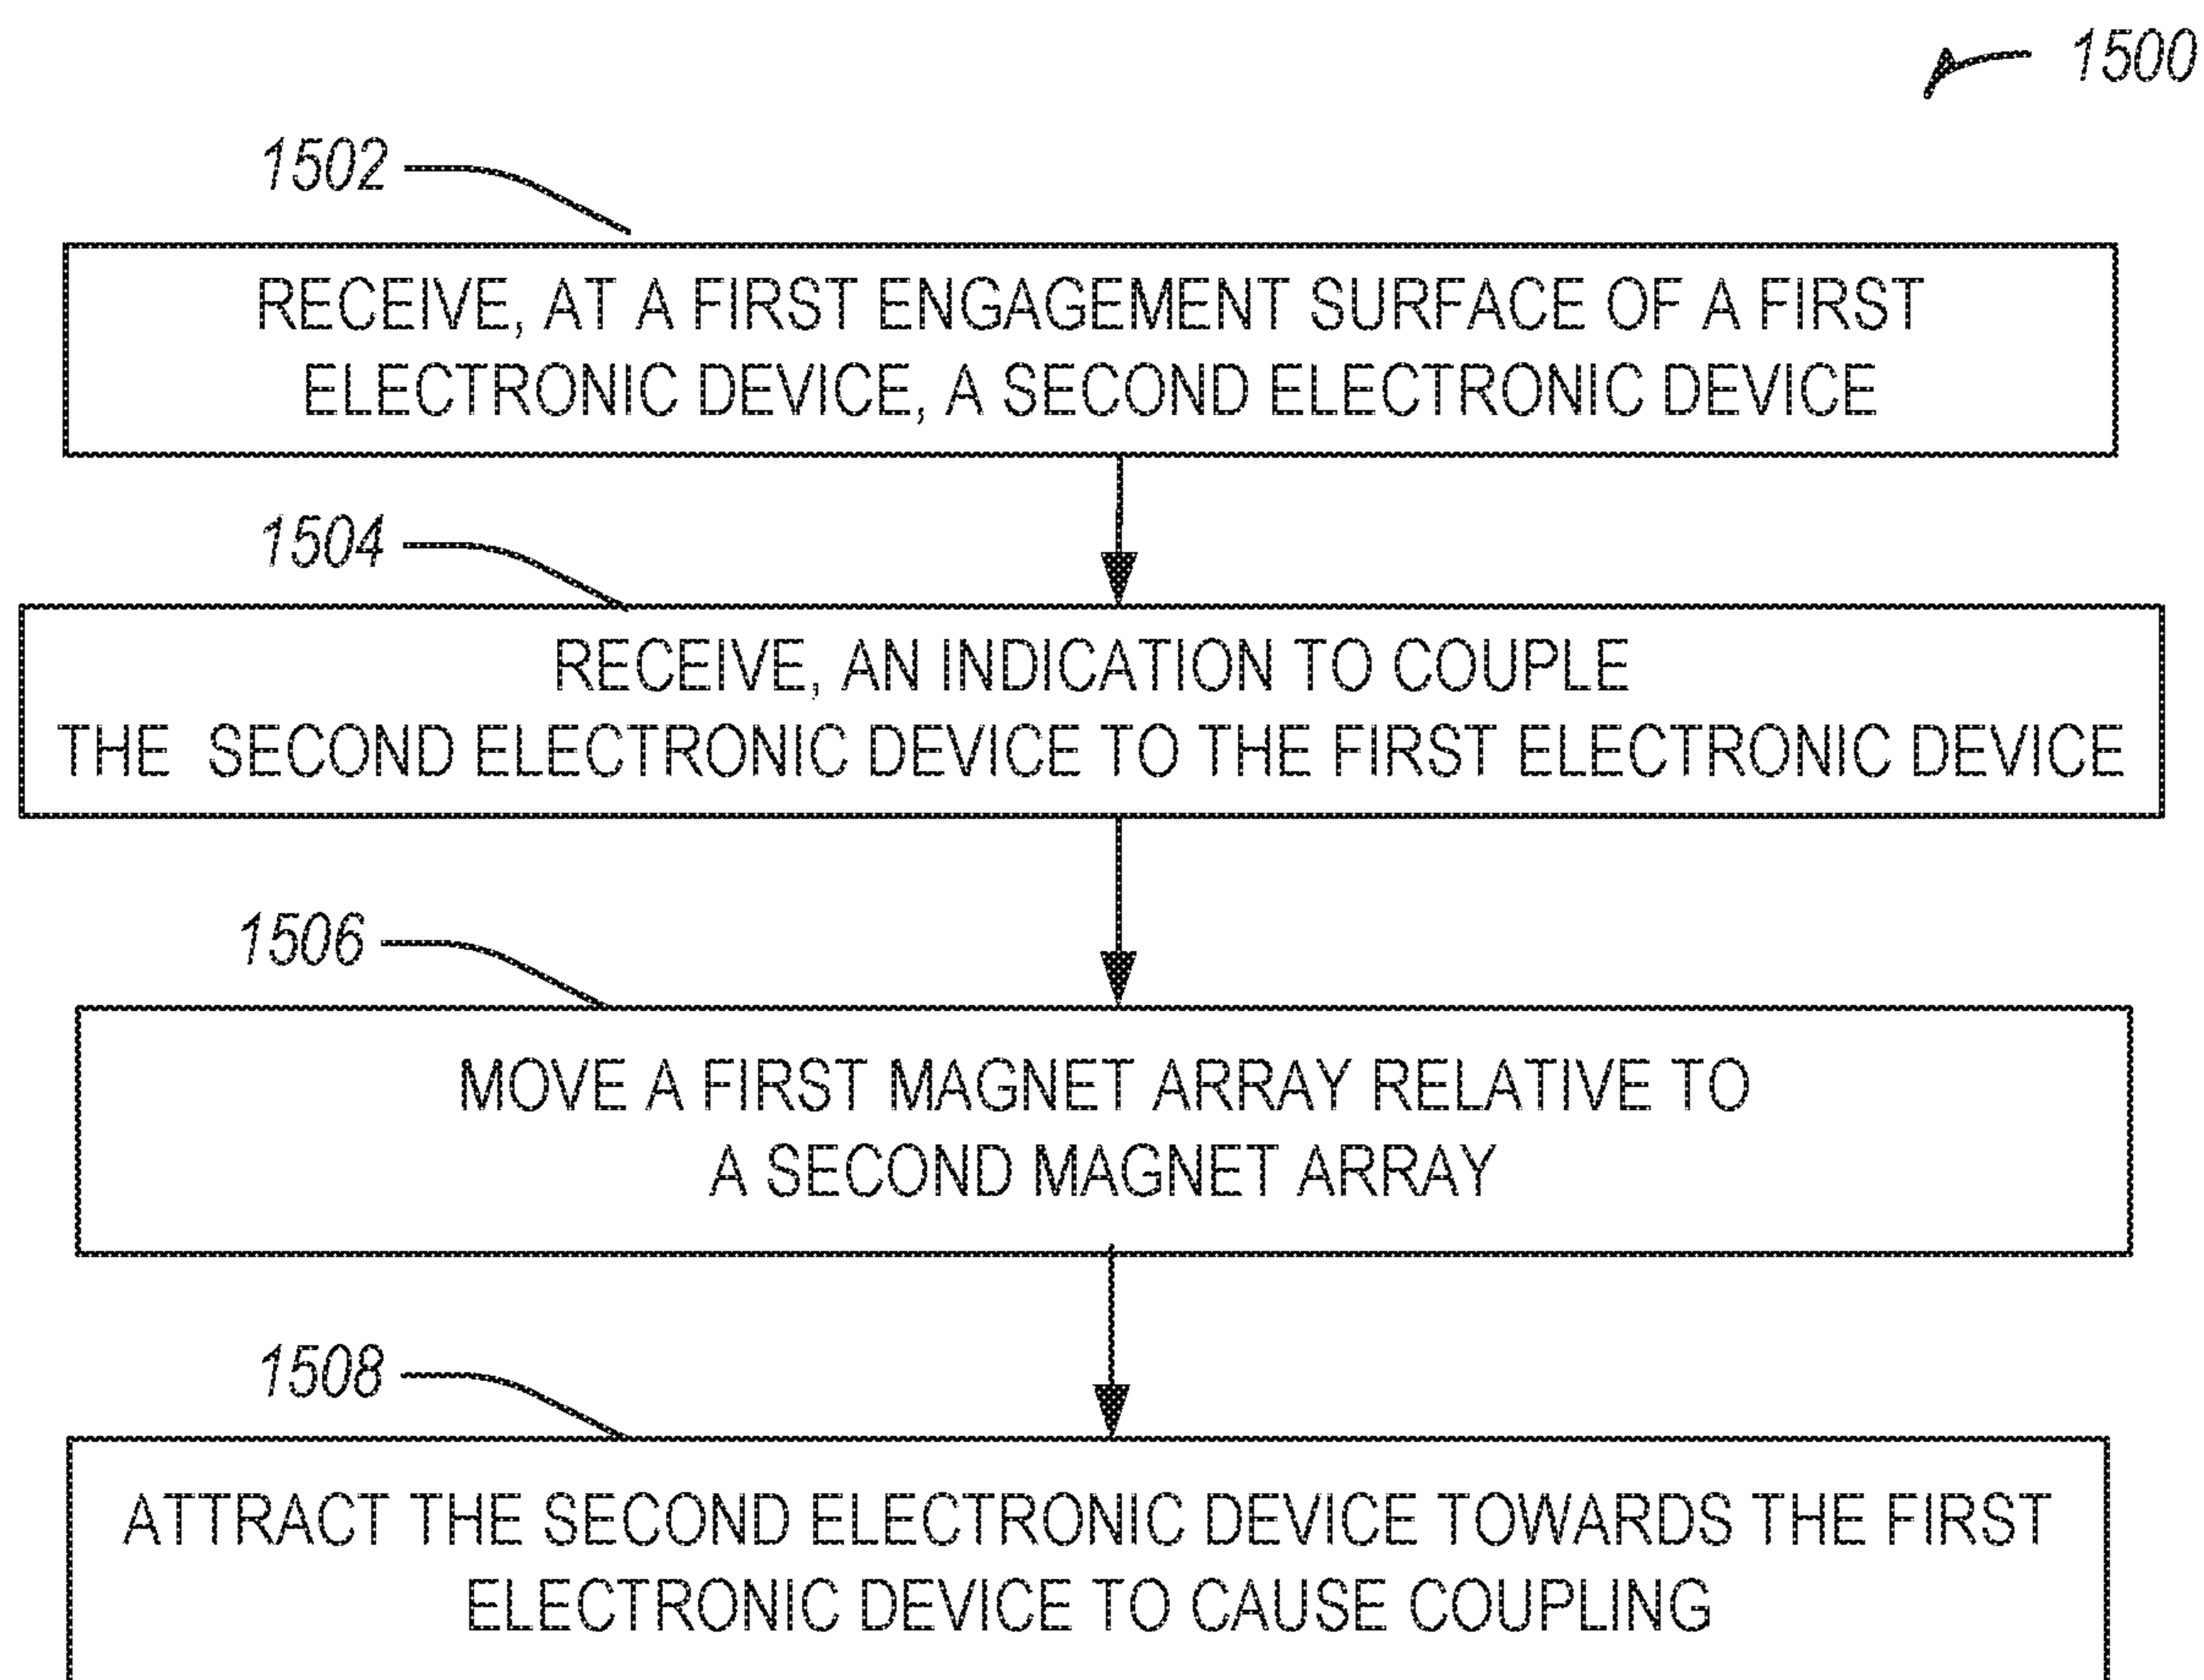 1500
1502
RECEIVE, AT A FIRST ENGAGEMENT SURFACE OF A FIRST
ELECTRONIC DEVICE, A SECOND ELECTRONIC DEVICE
1504
RECEIVE, AN INDICATION TO COUPLE
THE SECOND ELECTRONIC DEVICE TO THE FIRST ELECTRONIC DEVICE
1506
MOVE A FIRST MAGNET ARRAY RELATIVE TO
A SECOND MAGNET ARRAY
1508
ATTRACT THE SECOND ELECTRONIC DEVICE TOWARDS THE FIRST
ELECTRONIC DEVICE TO CAUSE COUPLING